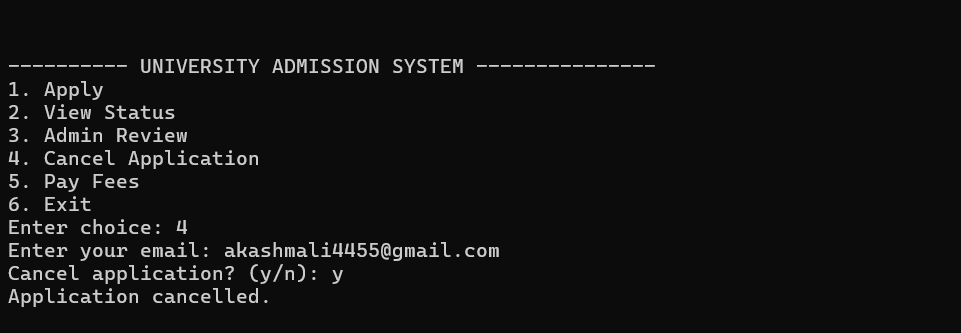 ---------- UNIVERSITY ADMISSION SYSTEM ---------------
1. Apply
2. View Status
3. Admin Review
4. Cancel Application
5. Pay Fees
6. Exit
Enter choice: 4
Enter your email: akashmali4455@gmail.com
Cancel application? (y/n): y
Application cancelled.